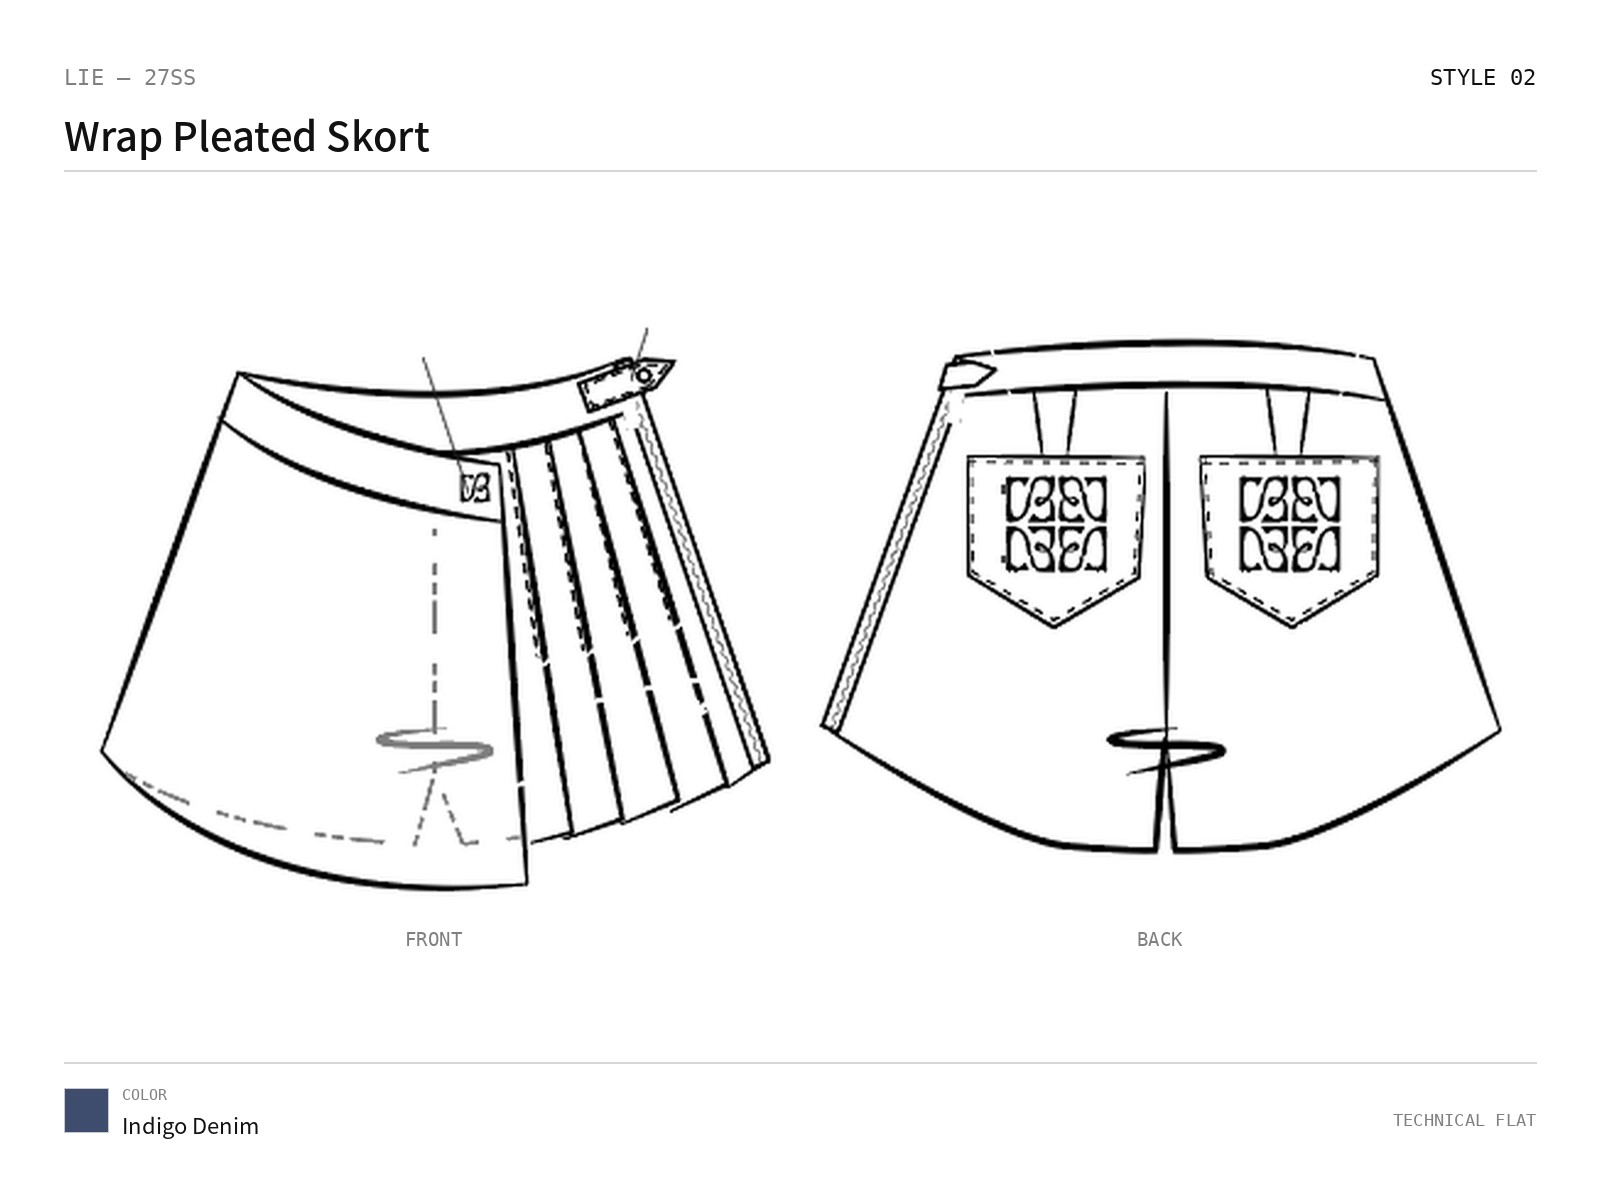 LIE — 27SS
STYLE 02
Wrap Pleated Skort
FRONT
BACK
COLOR
Indigo Denim
TECHNICAL FLAT